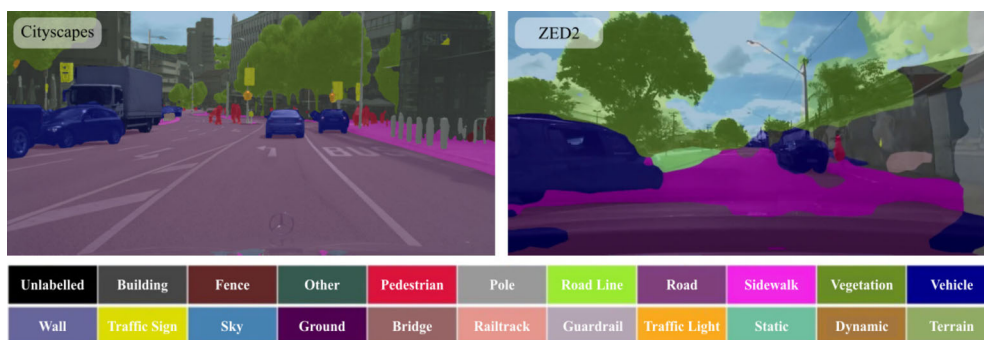 Cityscapes
ZED2
BUS
Unlabelled Building Fence Other Pedestrian Pole Road Line Road Sidewalk Vegetation Vehicle
Wall Traffic Sign Sky Ground Bridge Railtrack Guardrail Traffic Light Static Dynamic Terrain